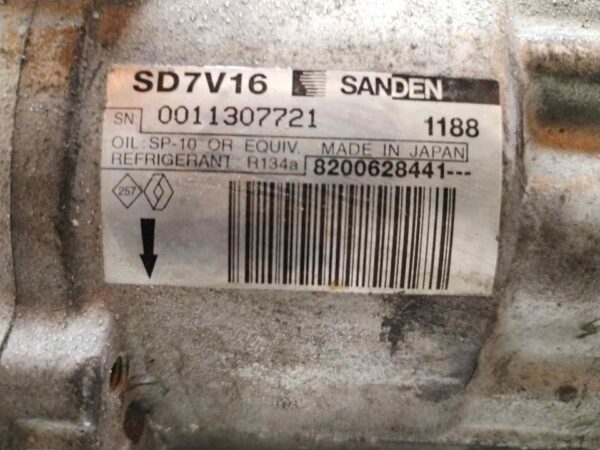 SD7V16 SANDEN
SN. 0011307721 1188
OIL: SP-10 OR EQUIV. MADE IN JAPAN
REFRIGERANT: R134a 8200628441---
257